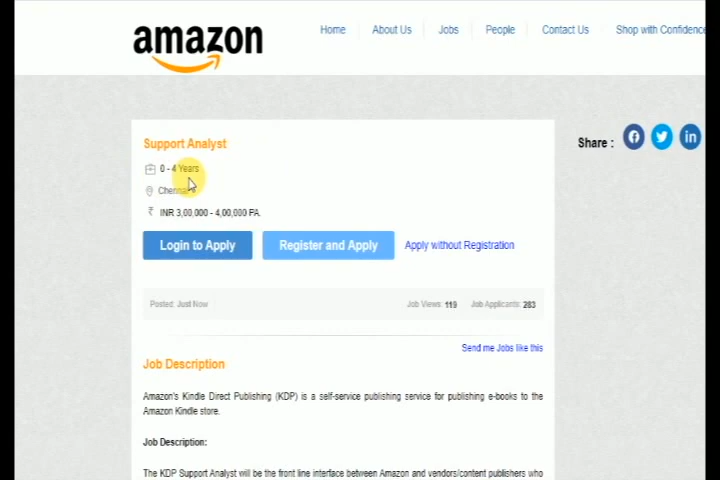 amazon
Home About Us Jobs People Contact Us Shop with Confidence
Support Analyst
Share :
0 - 4 Years
INR 3,00,000 - 4,00,000 PA.
Login to Apply Register and Apply Apply without Registration
Posted: Just Now Job Views: 119 Job Applicants: 283
Send me Jobs like this
Job Description
Amazon's Kindle Direct Publishing (KDP) is a self-service publishing service for publishing e-books to the
Amazon Kindle store.
Job Description:
The KDP Support Analyst will be the front line interface between Amazon and vendors/content publishers who